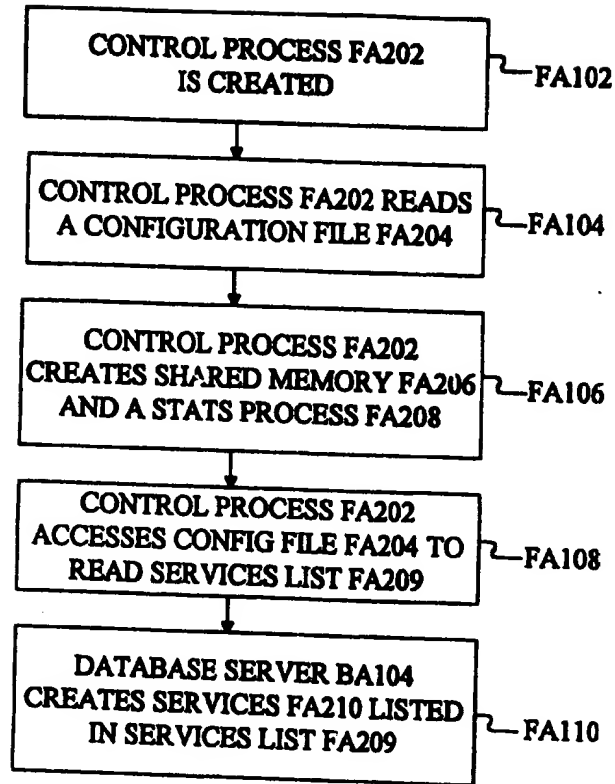 CONTROL PROCESS FA202
IS CREATED
FA102
CONTROL PROCESS FA202 READS
A CONFIGURATION FILE FA204
FA104
CONTROL PROCESS FA202
CREATES SHARED MEMORY FA206
AND A STATS PROCESS FA208
FA106
CONTROL PROCESS FA202
ACCESSES CONFIG FILE FA204 TO
READ SERVICES LIST FA209
FA108
DATABASE SERVER BA104
CREATES SERVICES FA210 LISTED
IN SERVICES LIST FA209
FA110